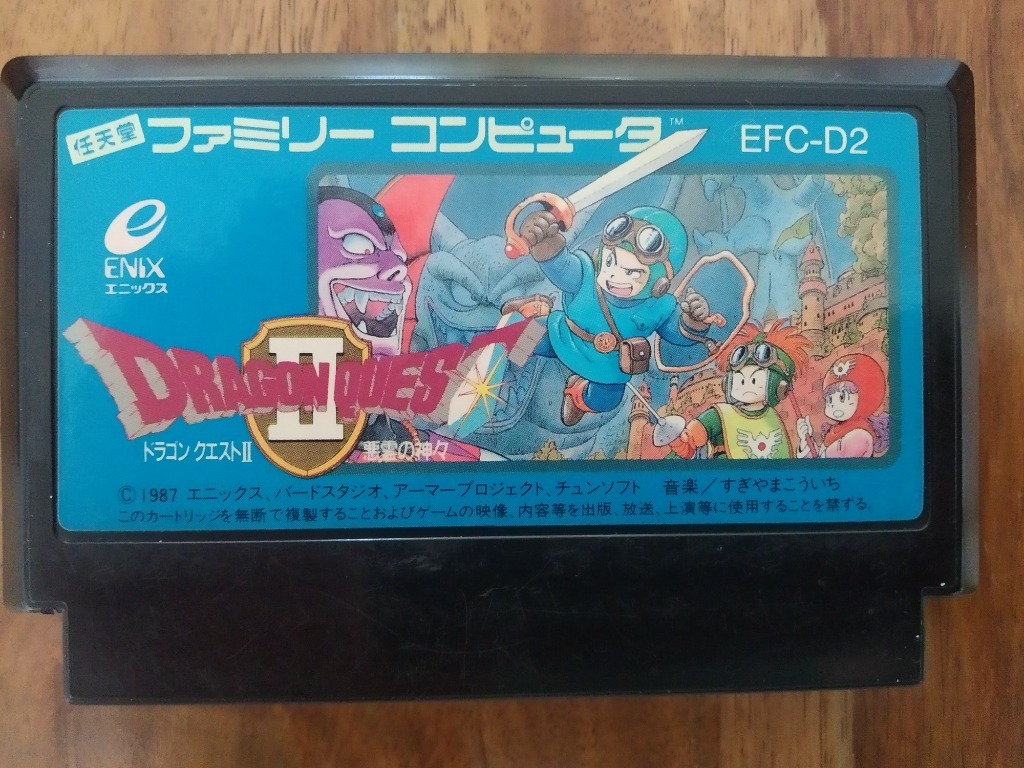 任天堂 ファミリー コンピュータ™ EFC-D2
ENIX
エニックス
DRAGON QUEST
II
ドラゴン クエストII 悪霊の神々
©1987 エニックス、バードスタジオ、アーマープロジェクト、チュンソフト 音楽／すぎやまこういち
このカートリッジを無断で複製することおよびゲームの映像、内容等を出版、放送、上演等に使用することを禁ずる。